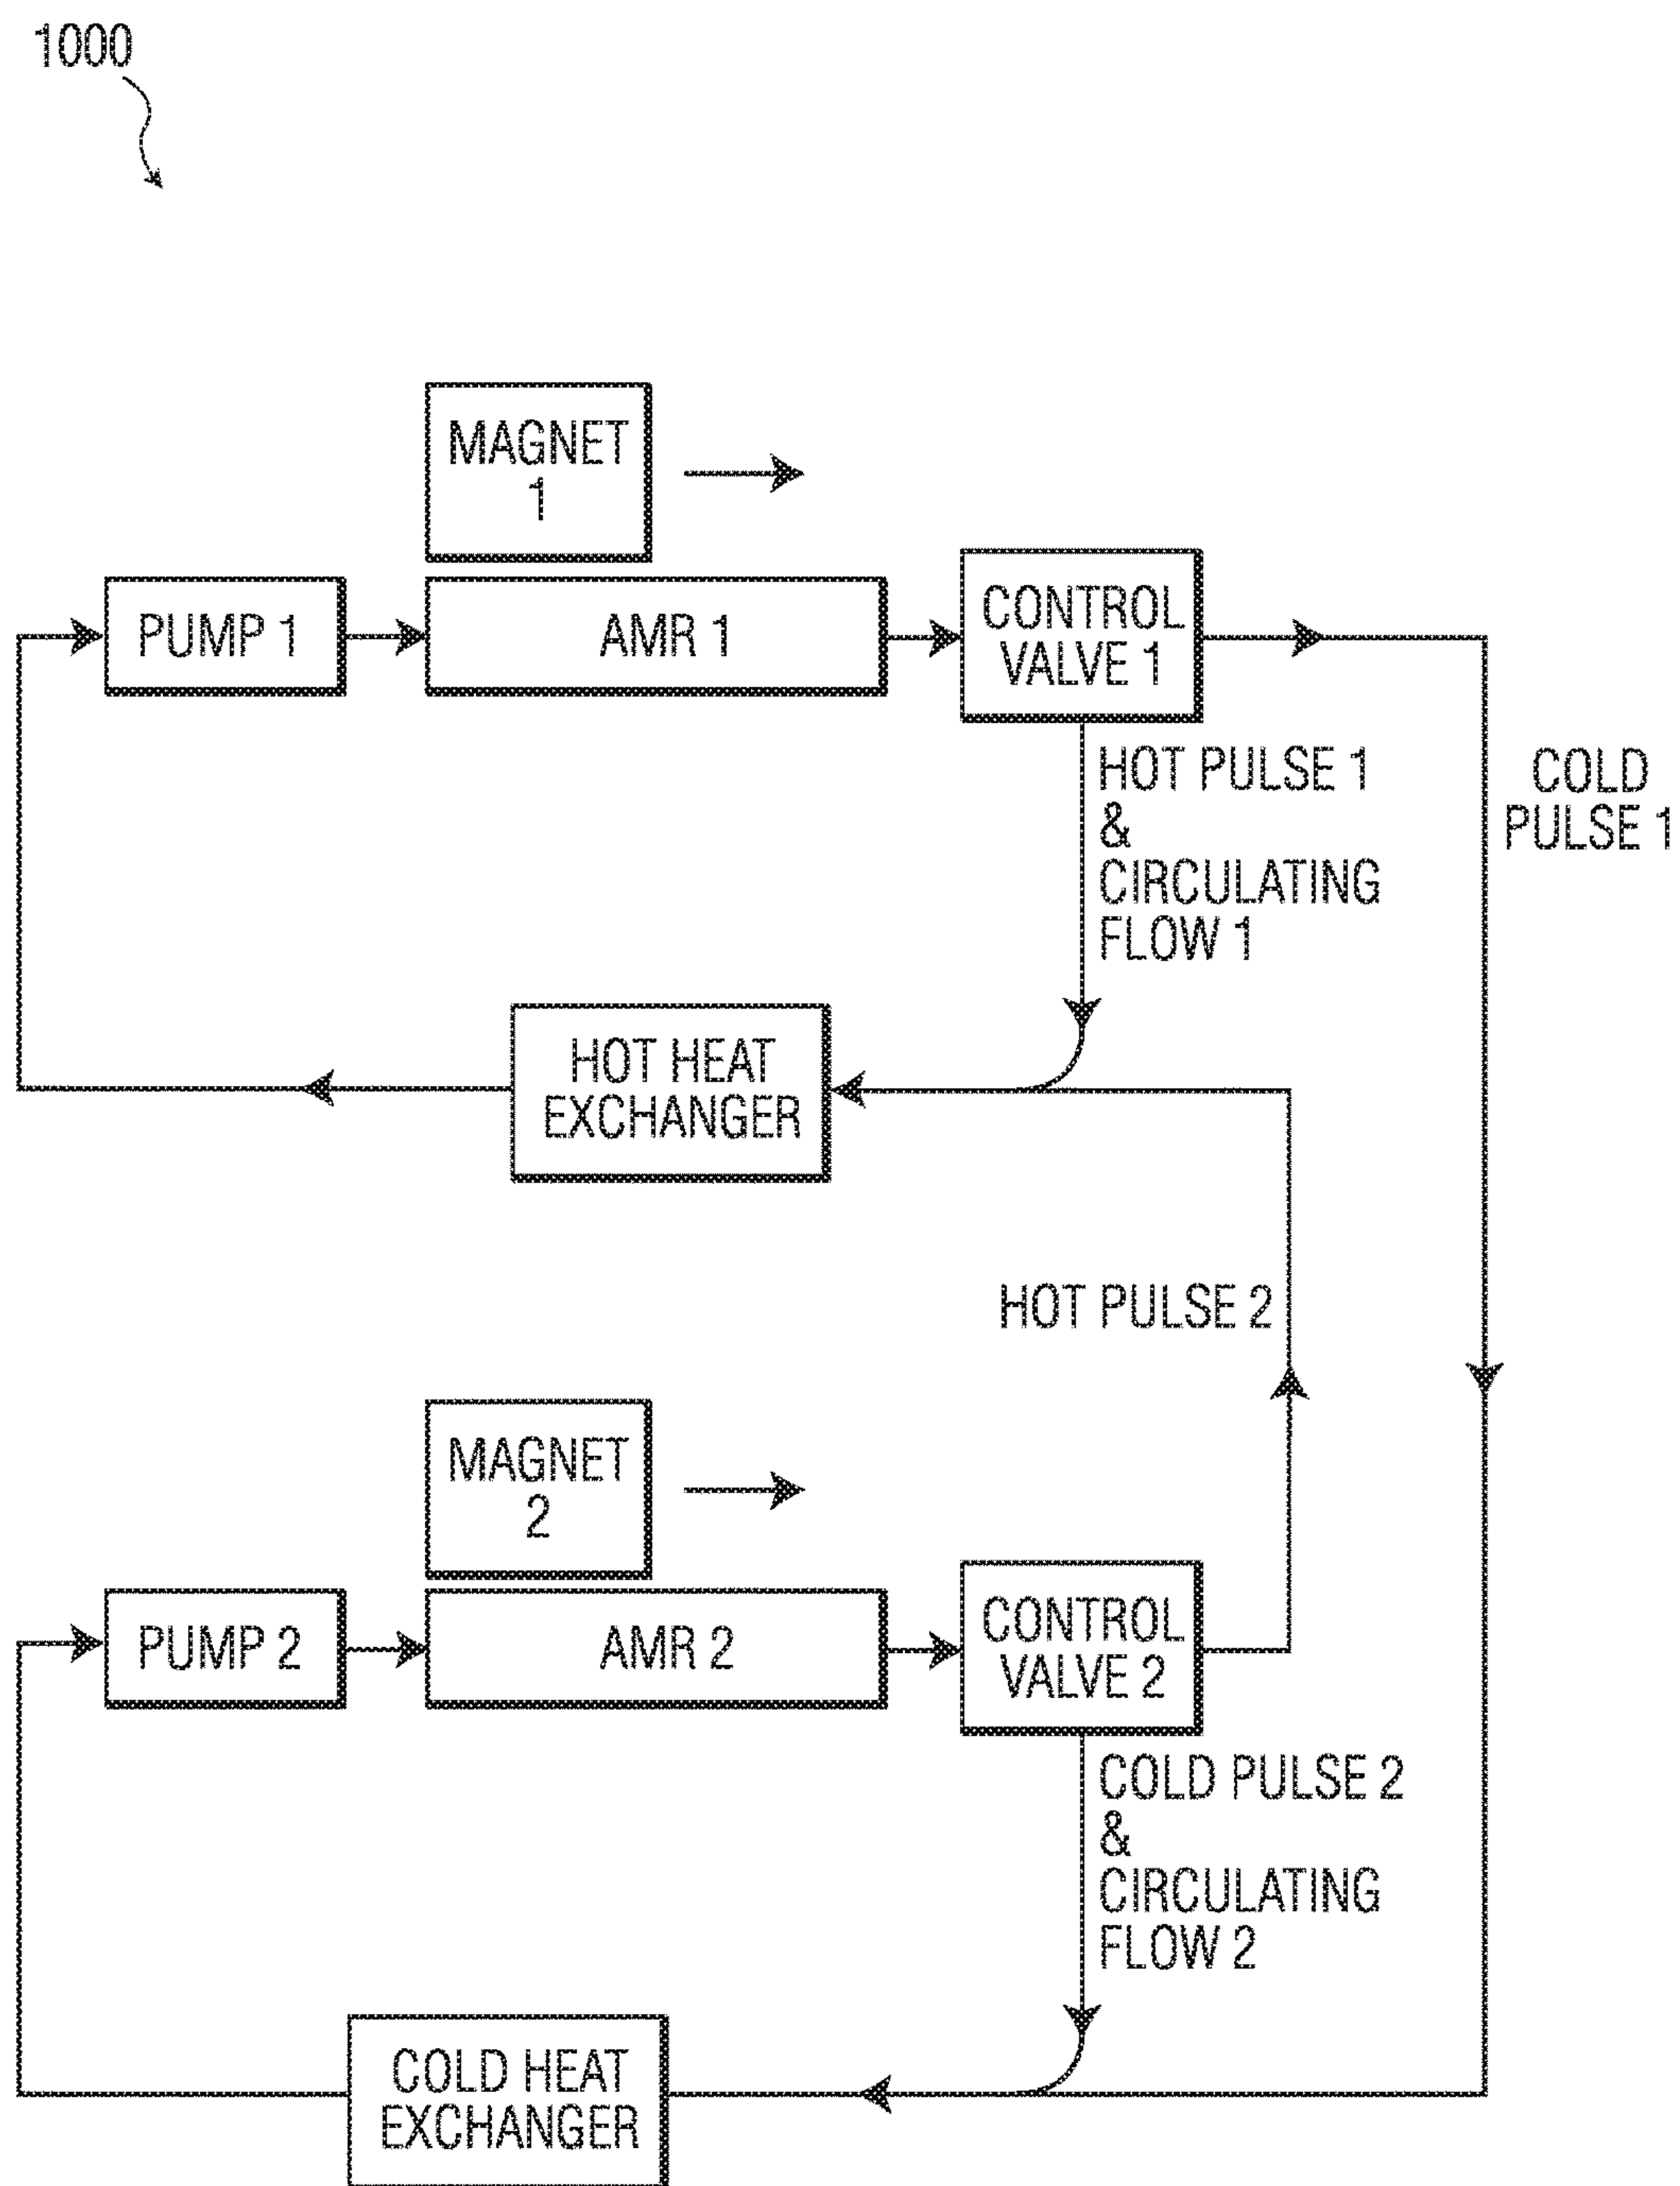 1000
MAGNET
1
PUMP 1
AMR 1
CONTROL
VALVE 1
HOT PULSE 1
&
CIRCULATING
FLOW 1
COLD
PULSE 1
HOT HEAT
EXCHANGER
HOT PULSE 2
MAGNET
2
PUMP 2
AMR 2
CONTROL
VALVE 2
COLD PULSE 2
&
CIRCULATING
FLOW 2
COLD HEAT
EXCHANGER